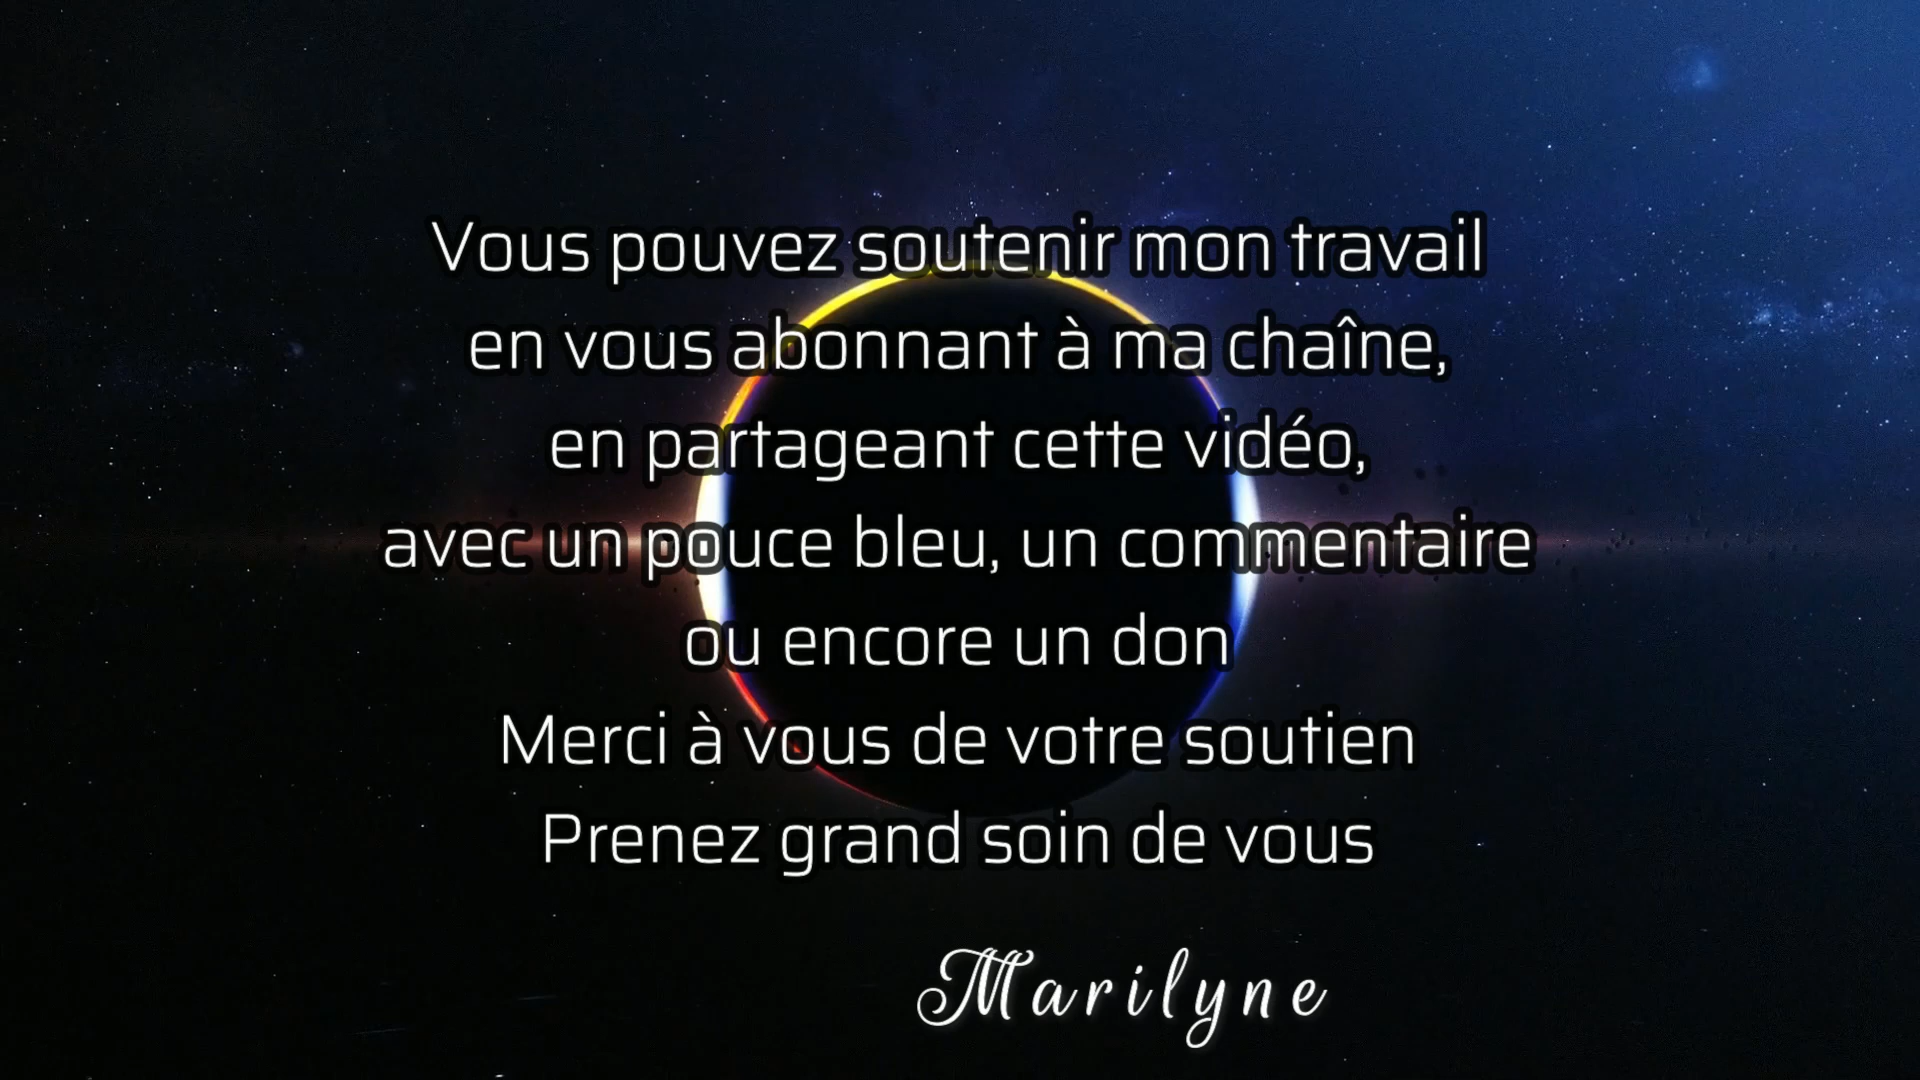 Vous pouvez soutenir mon travail
en vous abonnant à ma chaîne,
en partageant cette vidéo,
avec un pouce bleu, un commentaire
ou encore un don
Merci à vous de votre soutien
Prenez grand soin de vous
Marilyne